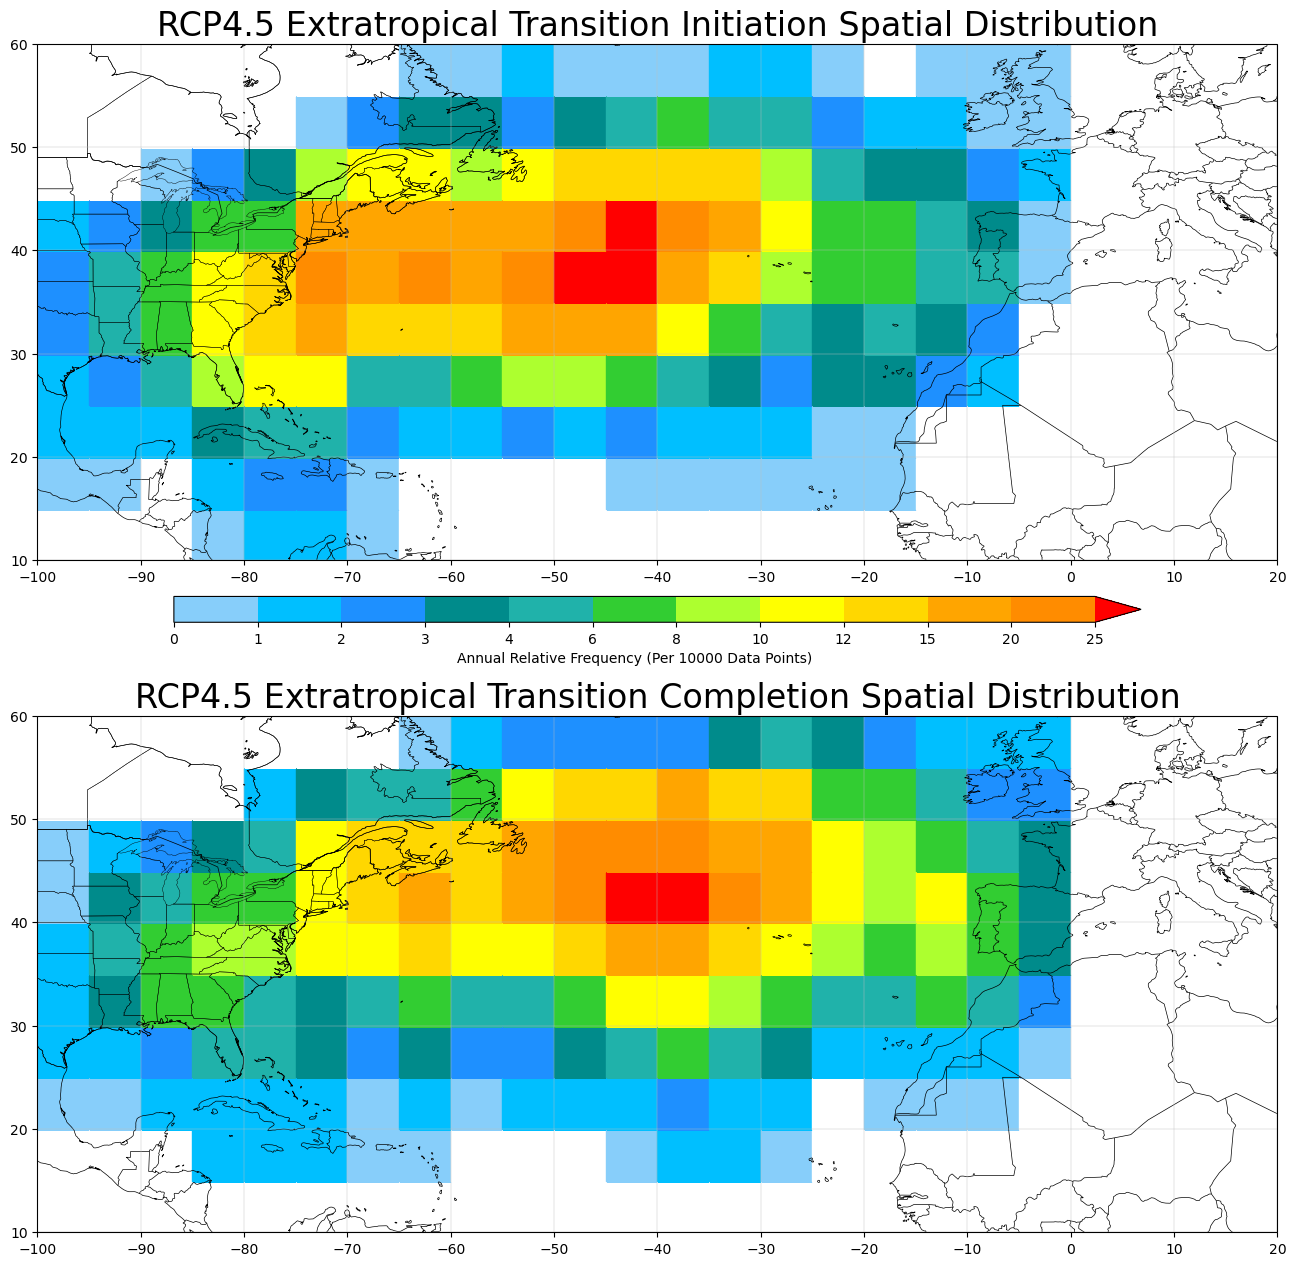 RCP4.5 Extratropical Transition Initiation Spatial Distribution
60
50
40
30
20
10
−100 −90 −80 −70 −60 −50 −40 −30 −20 −10 0 10 20
0 1 2 3 4 6 8 10 12 15 20 25
Annual Relative Frequency (Per 10000 Data Points)
RCP4.5 Extratropical Transition Completion Spatial Distribution
60
50
40
30
20
10
−100 −90 −80 −70 −60 −50 −40 −30 −20 −10 0 10 20